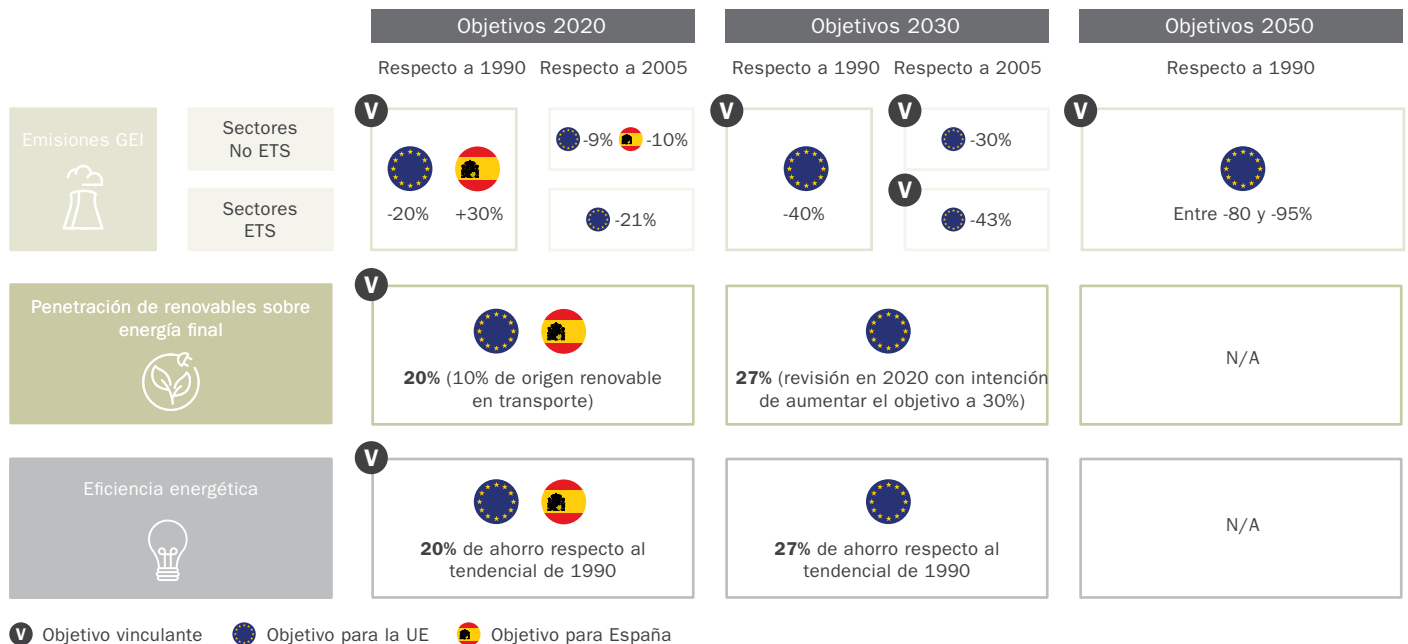 Objetivos 2020
Objetivos 2030
Objetivos 2050
Respecto a 1990
Respecto a 2005
Respecto a 1990
Respecto a 2005
Respecto a 1990
Emisiones GEI
Sectores
No ETS
Sectores
ETS
V
-20%
+30%
-9%
-10%
-21%
V
-40%
V
-30%
V
-43%
V
Entre -80 y -95%
Penetración de renovables sobre
energía final
V
20% (10% de origen renovable
en transporte)
27% (revisión en 2020 con intención
de aumentar el objetivo a 30%)
N/A
Eficiencia energética
V
20% de ahorro respecto al
tendencial de 1990
27% de ahorro respecto al
tendencial de 1990
N/A
V Objetivo vinculante
Objetivo para la UE
Objetivo para España